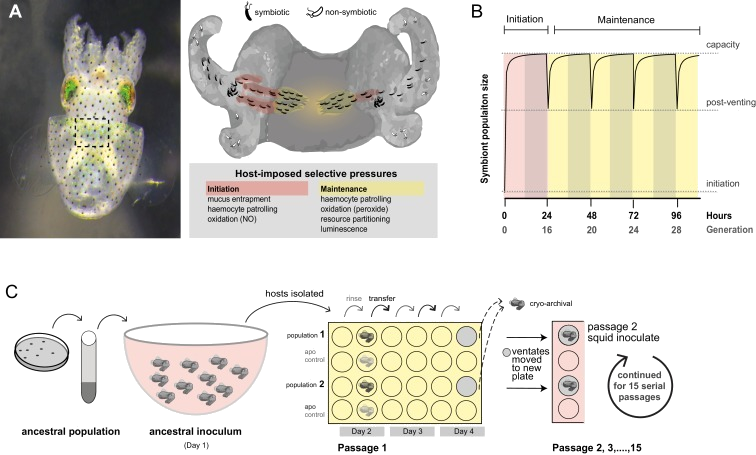 A
symbiotic
non-symbiotic
Host-imposed selective pressures
Initiation
mucus entrapment
haemocyte patrolling
oxidation (NO)
Maintenance
haemocyte patrolling
oxidation (peroxide)
resource partitioning
luminescence
B
Initiation
Maintenance
Symbiont populaiton size
capacity
post-venting
initiation
0 24 48 72 96 Hours
0 16 20 24 28 Generation
C
hosts isolated
rinse
transfer
cryo-archival
population 1
apo
control
population 2
apo
control
ventates
moved to
new
plate
passage 2
squid inoculate
continued
for 15 serial
passages
ancestral population
ancestral inoculum
(Day 1)
Day 2
Day 3
Day 4
Passage 1
Passage 2, 3,....,15